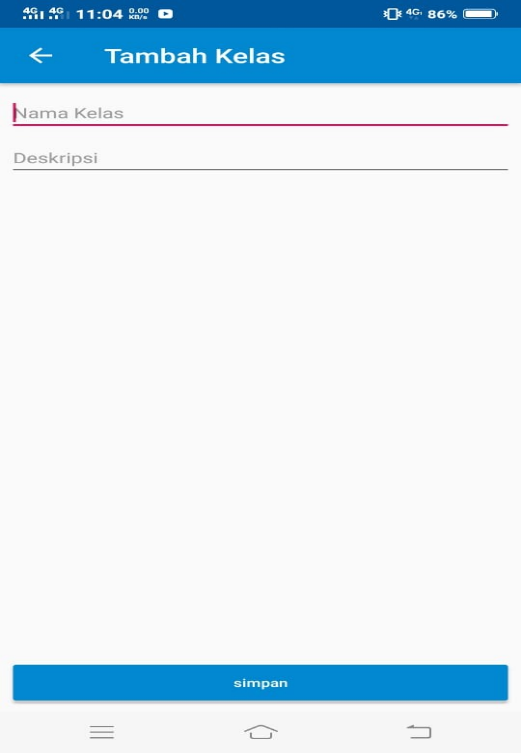 4G 4G 11:04 0.00 KB/s 4G 86%
Tambah Kelas
Nama Kelas
Deskripsi
simpan